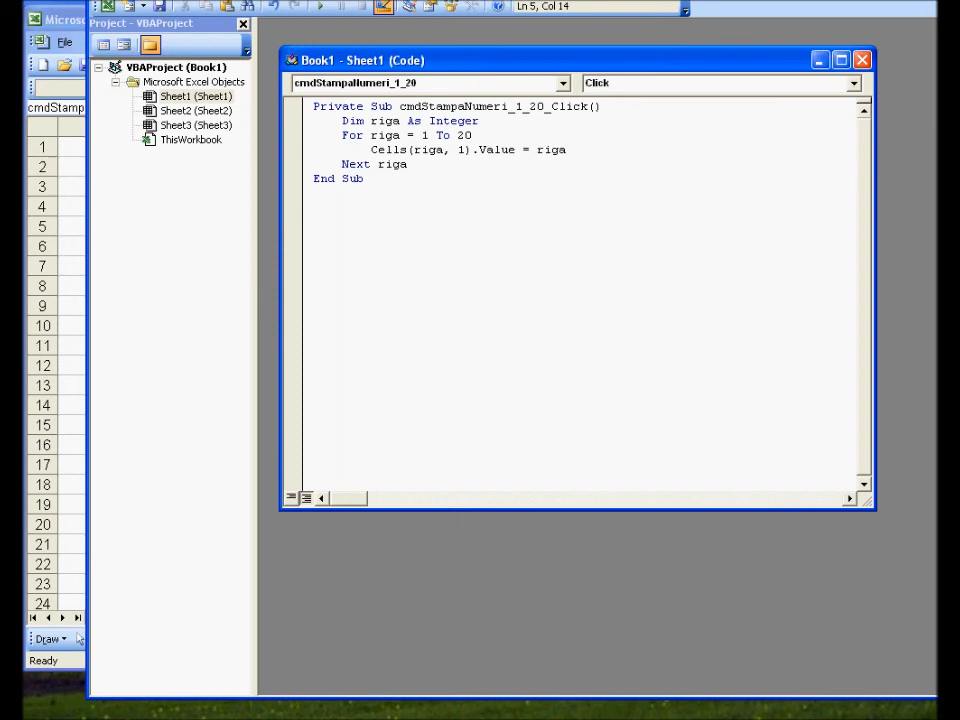 Microso
Ln 5, Col 14
Project - VBAProject
File
VBAProject (Book1)
Microsoft Excel Objects
Sheet1 (Sheet1)
Sheet2 (Sheet2)
Sheet3 (Sheet3)
ThisWorkbook
cmdStamp
1
2
3
4
5
6
7
8
9
10
11
12
13
14
15
16
17
18
19
20
21
22
23
24
Draw
Ready
Book1 - Sheet1 (Code)
cmdStampaNumeri_1_20
Click
Private Sub cmdStampaNumeri_1_20_Click()
Dim riga As Integer
For riga = 1 To 20
Cells(riga, 1).Value = riga
Next riga
End Sub